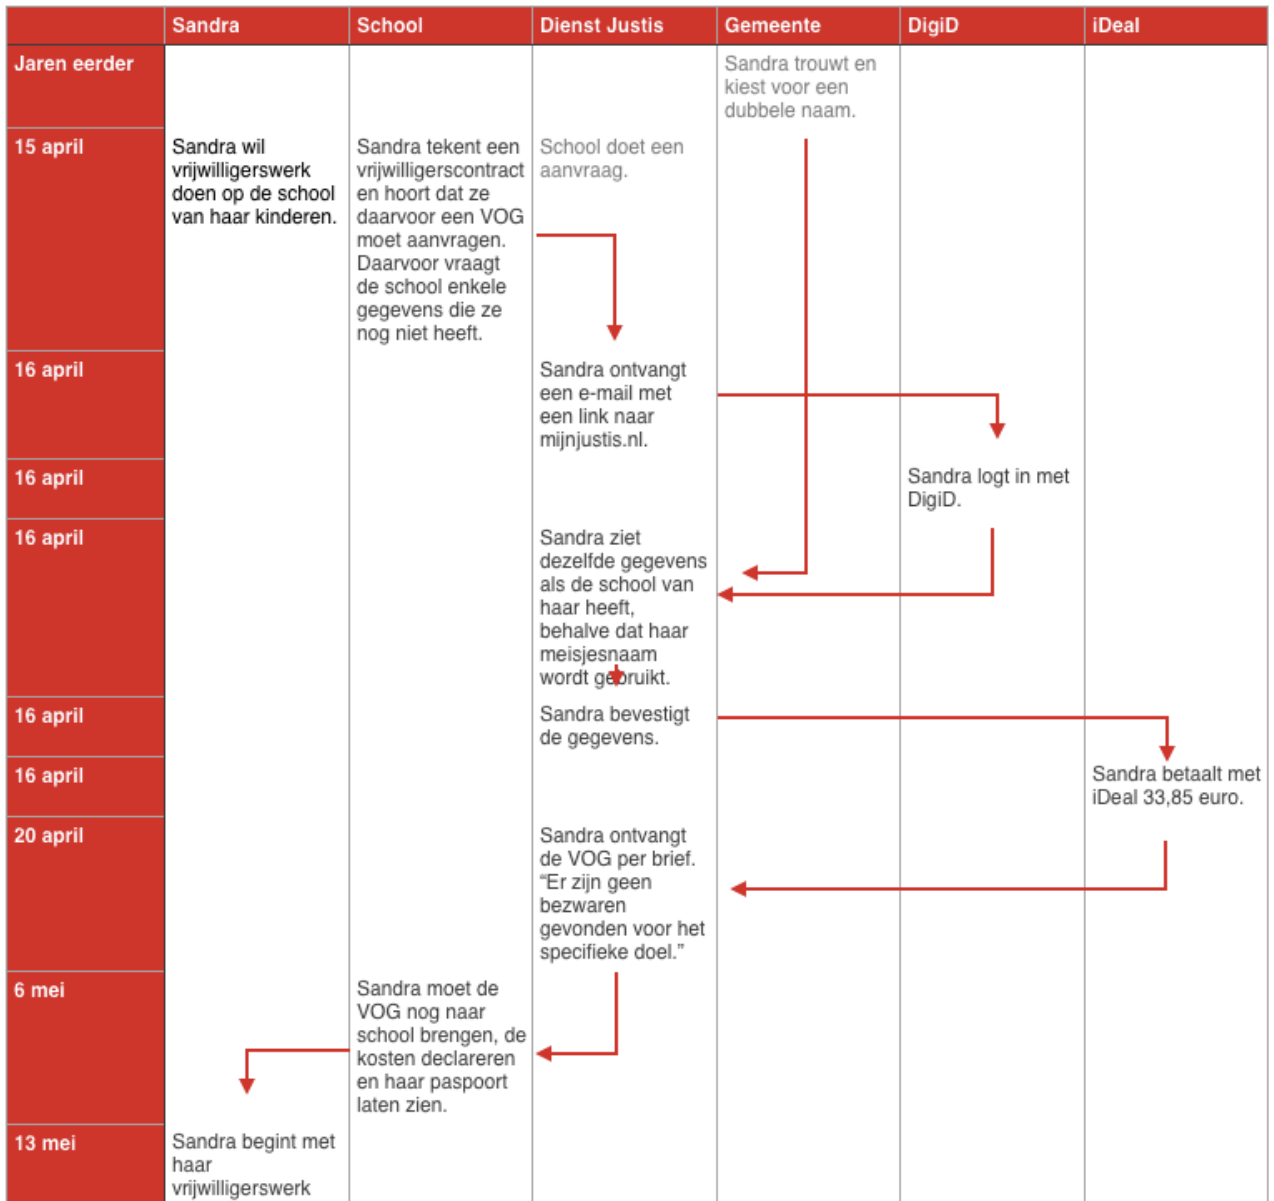 Sandra School Dienst Justis Gemeente DigiD iDeal
Jaren eerder
Sandra trouwt en
kiest voor een
dubbele naam.
15 april
Sandra wil
vrijwilligerswerk
doen op de school
van haar kinderen.
Sandra tekent een
vrijwilligerscontract
en hoort dat ze
daarvoor een VOG
moet aanvragen.
Daarvoor vraagt
de school enkele
gegevens die ze
nog niet heeft.
School doet een
aanvraag.
16 april
Sandra ontvangt
een e-mail met
een link naar
mijnjustis.nl.
16 april
Sandra logt in met
DigiD.
16 april
Sandra ziet
dezelfde gegevens
als de school van
haar heeft,
behalve dat haar
meisjesnaam
wordt gebruikt.
16 april
Sandra bevestigt
de gegevens.
16 april
Sandra betaalt met
iDeal 33,85 euro.
20 april
Sandra ontvangt
de VOG per brief.
“Er zijn geen
bezwaren
gevonden voor het
specifieke doel.”
6 mei
Sandra moet de
VOG nog naar
school brengen, de
kosten declareren
en haar paspoort
laten zien.
13 mei
Sandra begint met
haar
vrijwilligerswerk